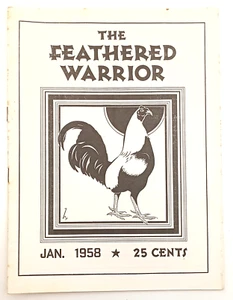 THE
FEATHERED
WARRIOR
JAN. 1958 ★ 25 CENTS